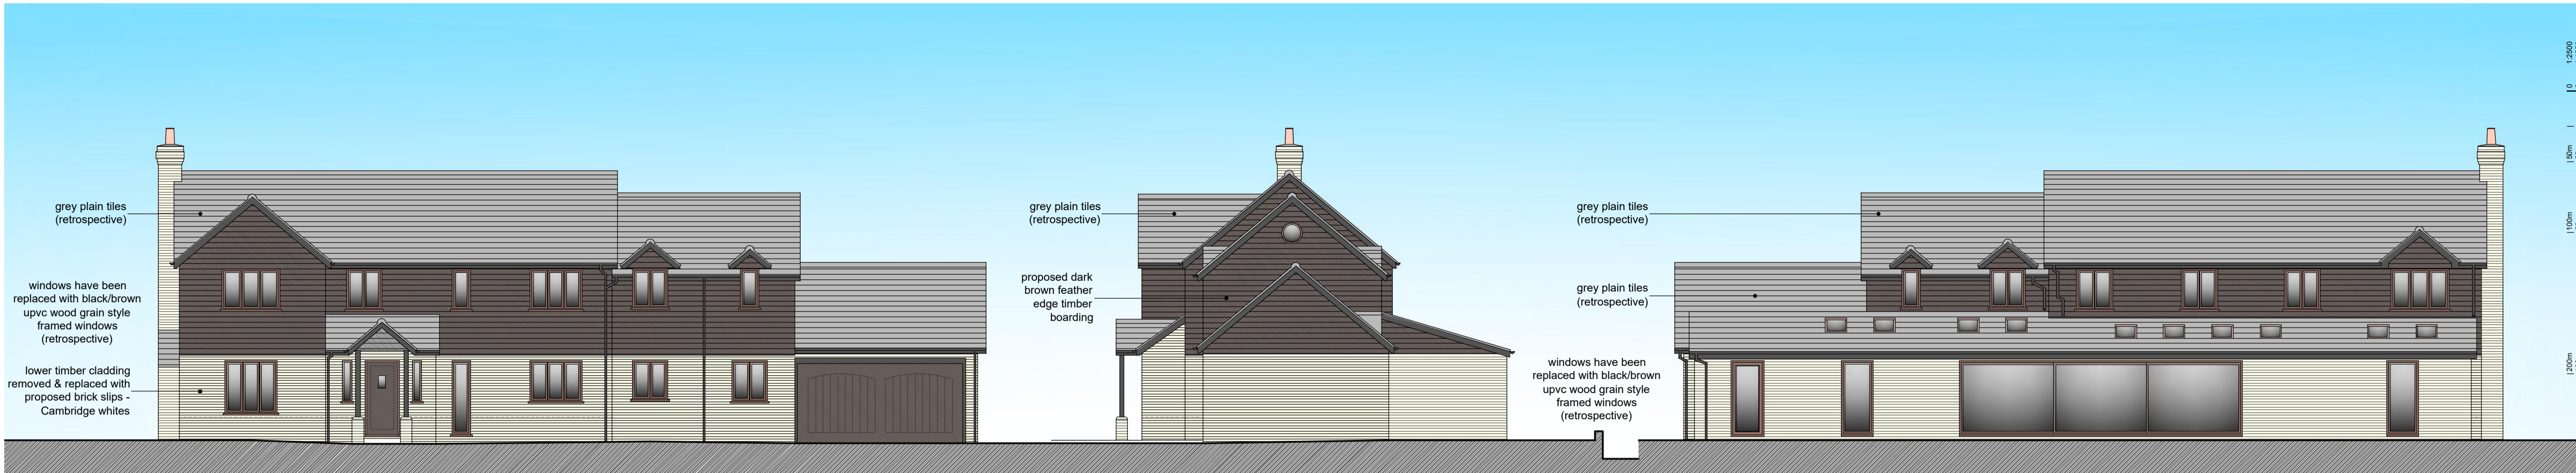 grey plain tiles
(retrospective)
windows have been
replaced with black/brown
upvc wood grain style
framed windows
(retrospective)
lower timber cladding
removed & replaced with
proposed brick slips -
Cambridge whites
grey plain tiles
(retrospective)
proposed dark
brown feather
edge timber
boarding
grey plain tiles
(retrospective)
grey plain tiles
(retrospective)
windows have been
replaced with black/brown
upvc wood grain style
framed windows
(retrospective)
1:2500
0
50m
100m
200m